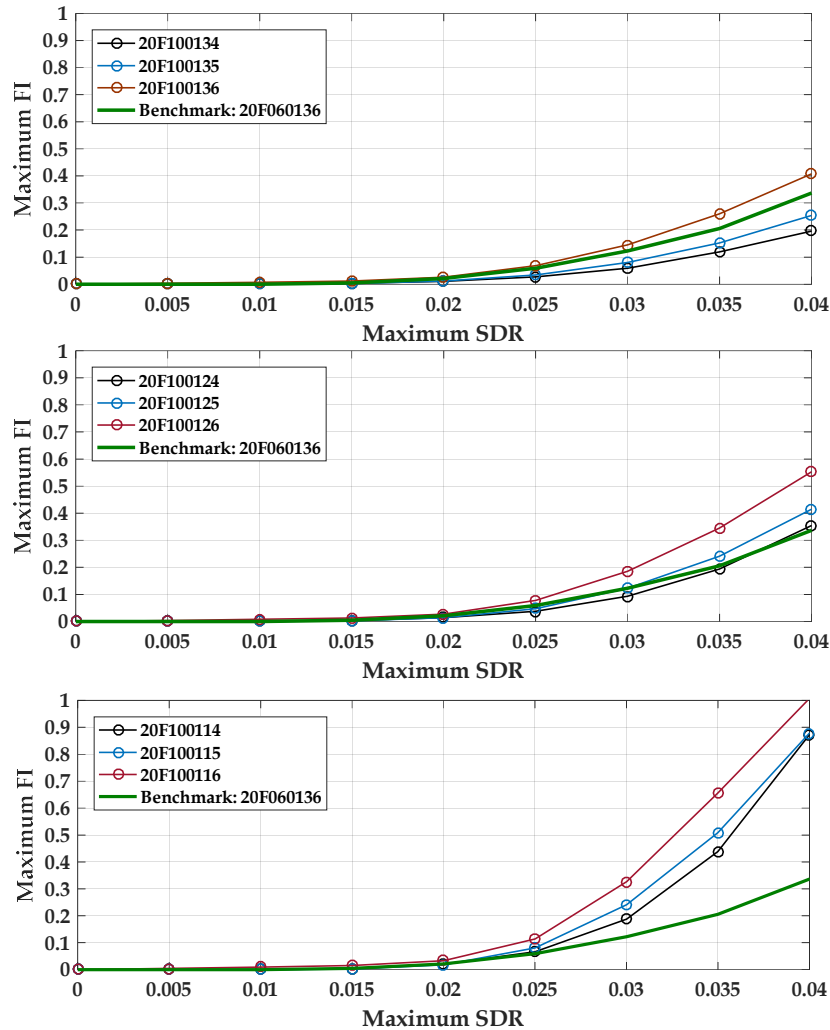 1
0.9
0.8
0.7
0.6
0.5
0.4
0.3
0.2
0.1
0
Maximum FI
20F100134
20F100135
20F100136
Benchmark: 20F060136
0 0.005 0.01 0.015 0.02 0.025 0.03 0.035 0.04
Maximum SDR
1
0.9
0.8
0.7
0.6
0.5
0.4
0.3
0.2
0.1
0
Maximum FI
20F100124
20F100125
20F100126
Benchmark: 20F060136
0 0.005 0.01 0.015 0.02 0.025 0.03 0.035 0.04
Maximum SDR
1
0.9
0.8
0.7
0.6
0.5
0.4
0.3
0.2
0.1
0
Maximum FI
20F100114
20F100115
20F100116
Benchmark: 20F060136
0 0.005 0.01 0.015 0.02 0.025 0.03 0.035 0.04
Maximum SDR